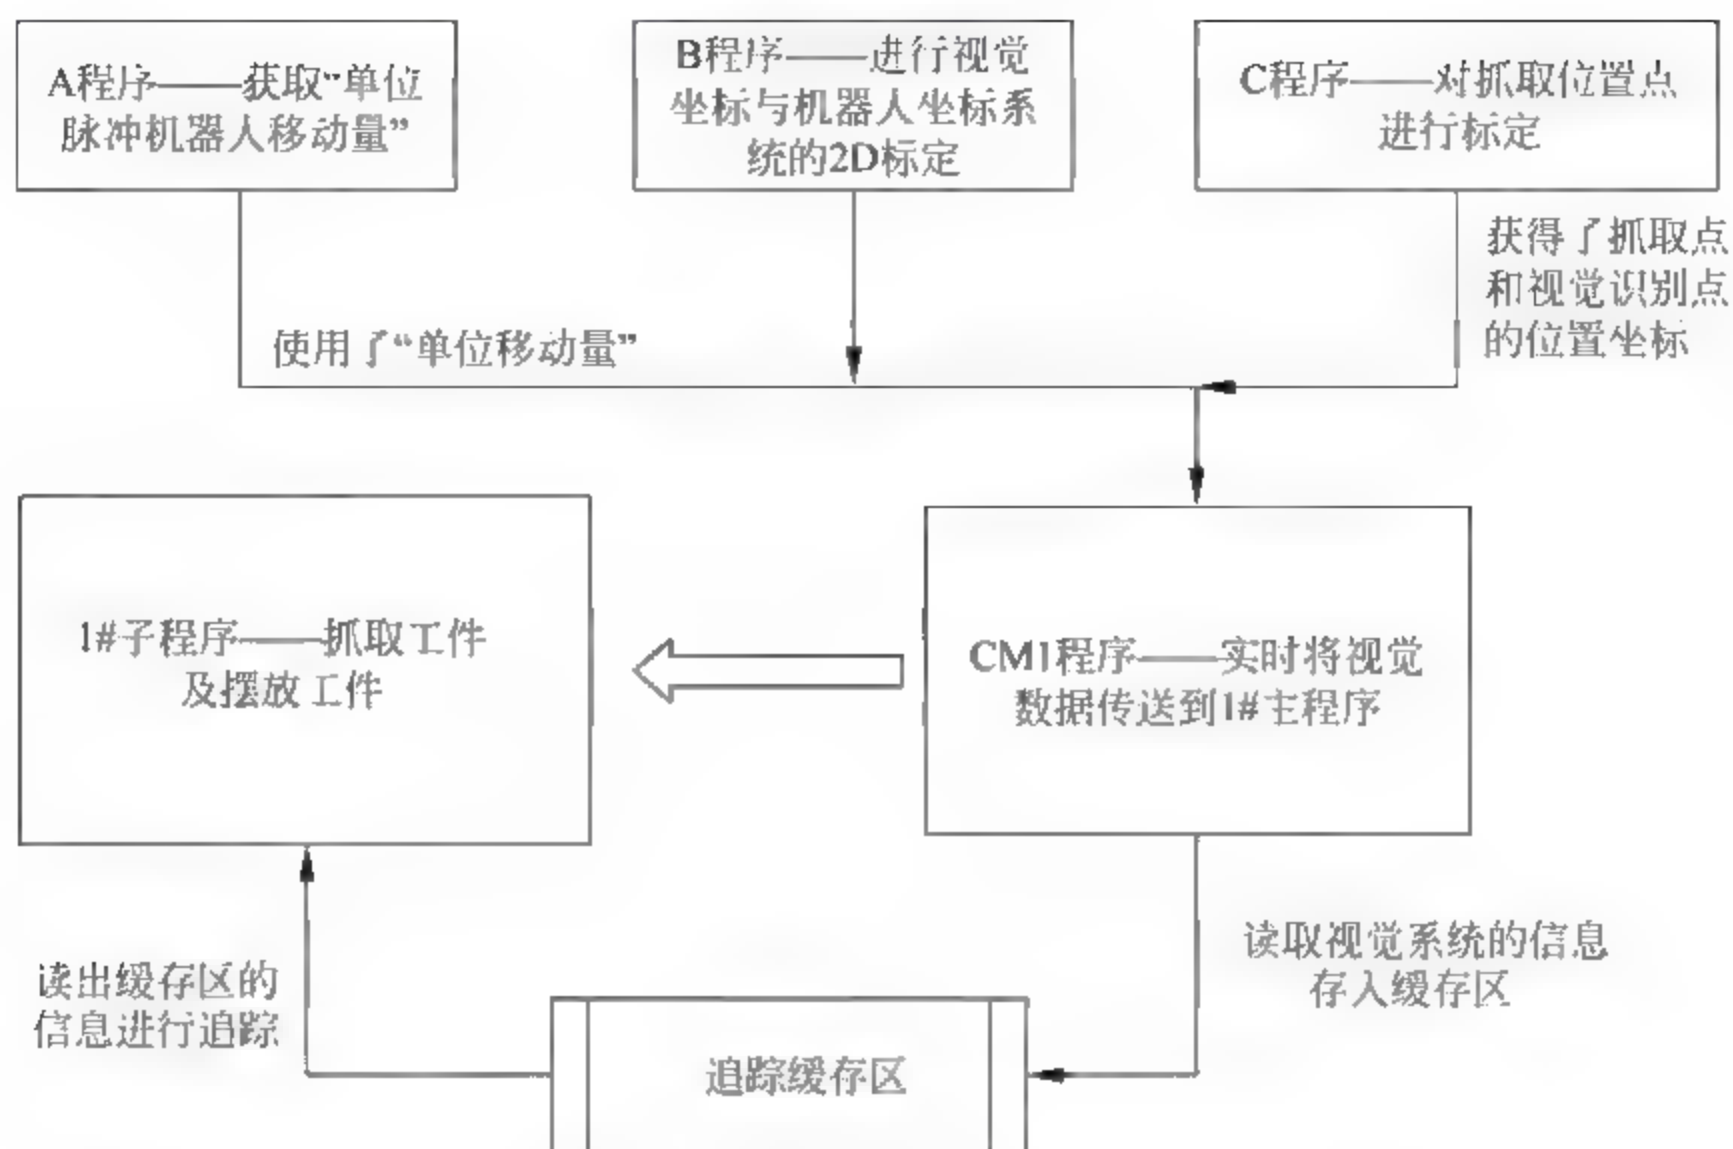 A程序——获取“单位
脉冲机器人移动量”
B程序——进行视觉
坐标与机器人坐标系
统的2D标定
C程序——对抓取位置点
进行标定
获得了抓取点
和视觉识别点
的位置坐标
使用了“单位移动量”
1#子程序——抓取工件
及摆放工件
CM1程序——实时将视觉
数据传送到1#主程序
读取视觉系统的信息
存入缓存区
读出缓存区的
信息进行追踪
追踪缓存区